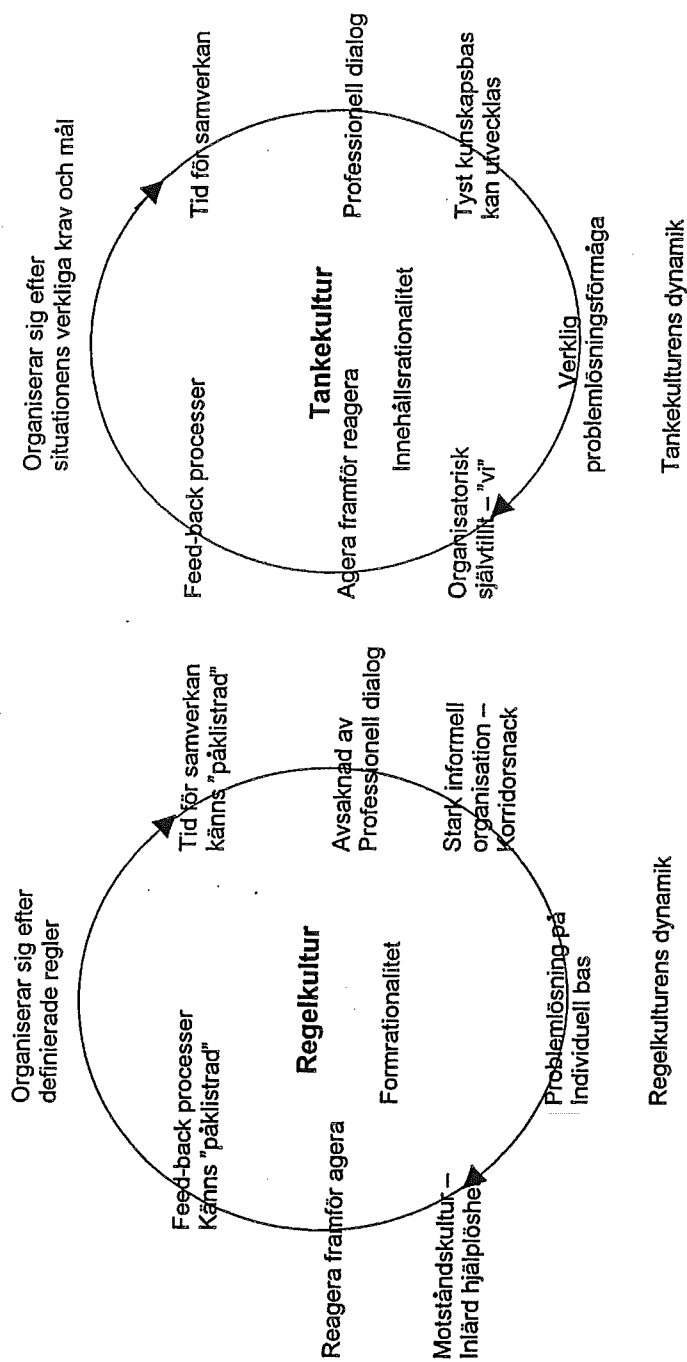 Organiserar sig efter
definierade regler
Feed-back processer
Känns "påklistrad"
Tid för samverkan
känns "påklistrad"
Regelkultur
Reagera framför agera
Avsaknad av
Professionell dialog
Formrationalitet
Motståndskultur –
Inlärd hjälplöshet
Stark informell
organisation –
Korridorsnack
Problemlösning på
Individuell bas
Regelkulturens dynamik
Organiserar sig efter
situationens verkliga krav och mål
Feed-back processer
Tid för samverkan
Tankekultur
Agera framför reagera
Professionell dialog
Innehållsrationalitet
Organisatorisk
självtillit – "vi"
Tyst kunskapsbas
kan utvecklas
Verklig
problemlösningsförmåga
Tankekulturens dynamik